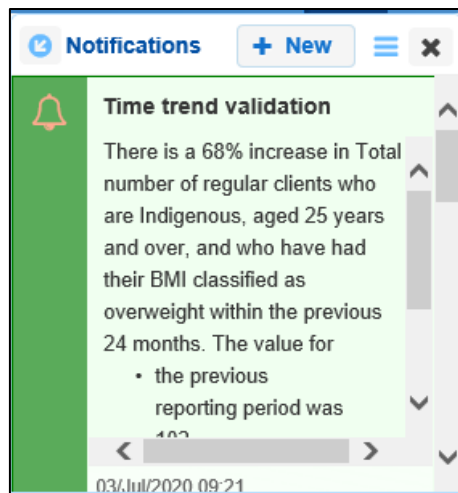 Notifications + New
Time trend validation
There is a 68% increase in Total
number of regular clients who
are Indigenous, aged 25 years
and over, and who have had
their BMI classified as
overweight within the previous
24 months. The value for
• the previous
reporting period was
03/Jul/2020 09:21